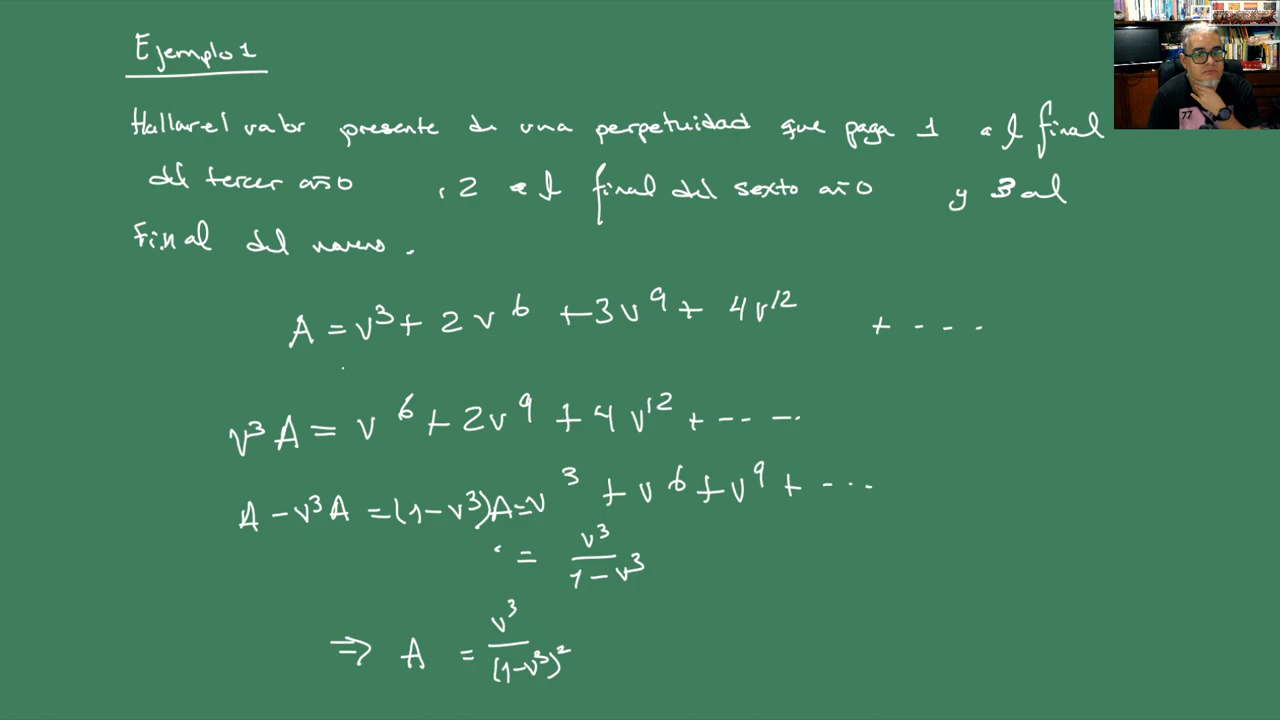 Ejemplo 1
Hallar el valor presente de una perpetuidad que paga 1 al final
del tercer año , 2 al final del sexto año y 3 al
final del noveno.
A = v³ + 2v⁶ + 3v⁹ + 4v¹² + ---
v³A = v⁶ + 2v⁹ + 4v¹² + -- --
A - v³A = (1-v³)A = v³ + v⁶ + v⁹ + ---
= v³/(1-v³)
⇒ A = v³/(1-v³)²
77